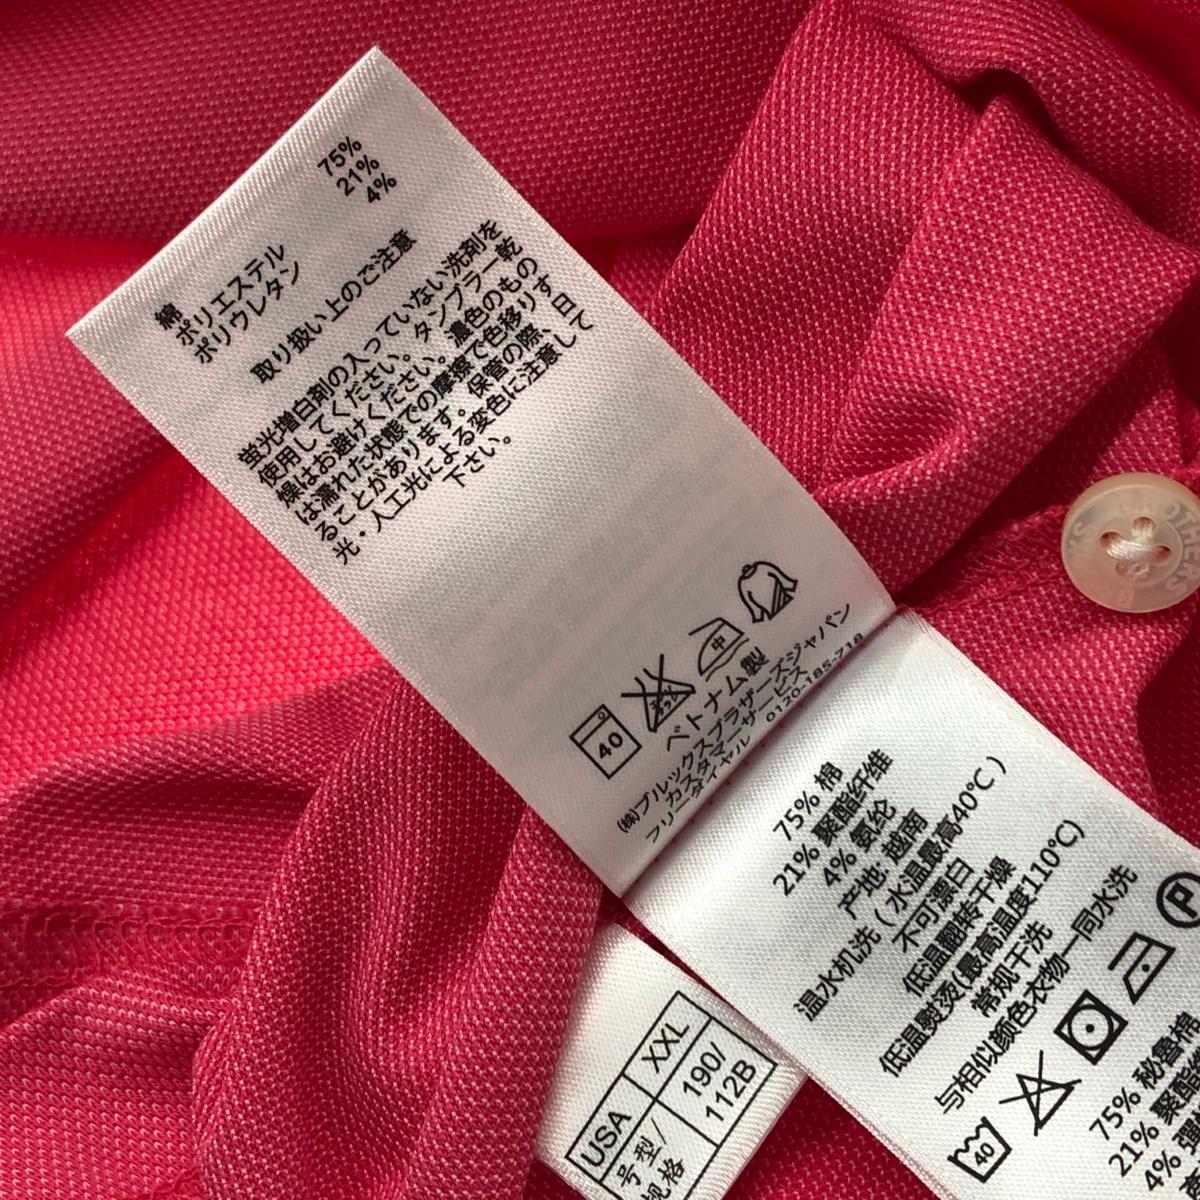 綿 75%
ポリエステル 21%
ポリウレタン 4%
取り扱い上のご注意
蛍光増白剤の入っていない洗剤を
使用してください。タンブラー乾
燥はお避けください。濃色のもの
は濡れた状態での摩擦で色移りす
ることがあります。保管の際、日
光・人工光による変色に注意して
下さい。
40
中
ベトナム製
(株)ブルックスブラザーズジャパン
カスタマーサービス
フリーダイヤル 0120-185-718
75% 棉
21% 聚酯纤维
4% 氨纶
产地: 越南
温水机洗 ( 水温最高40℃ )
不可漂白
低温翻转干燥
低温熨烫(最高温度110℃)
常规干洗
与相似颜色衣物一同水洗
40
P
75% 秘鲁棉
21% 聚酯
4%
USA XXL
号型/ 190/
规格 112B